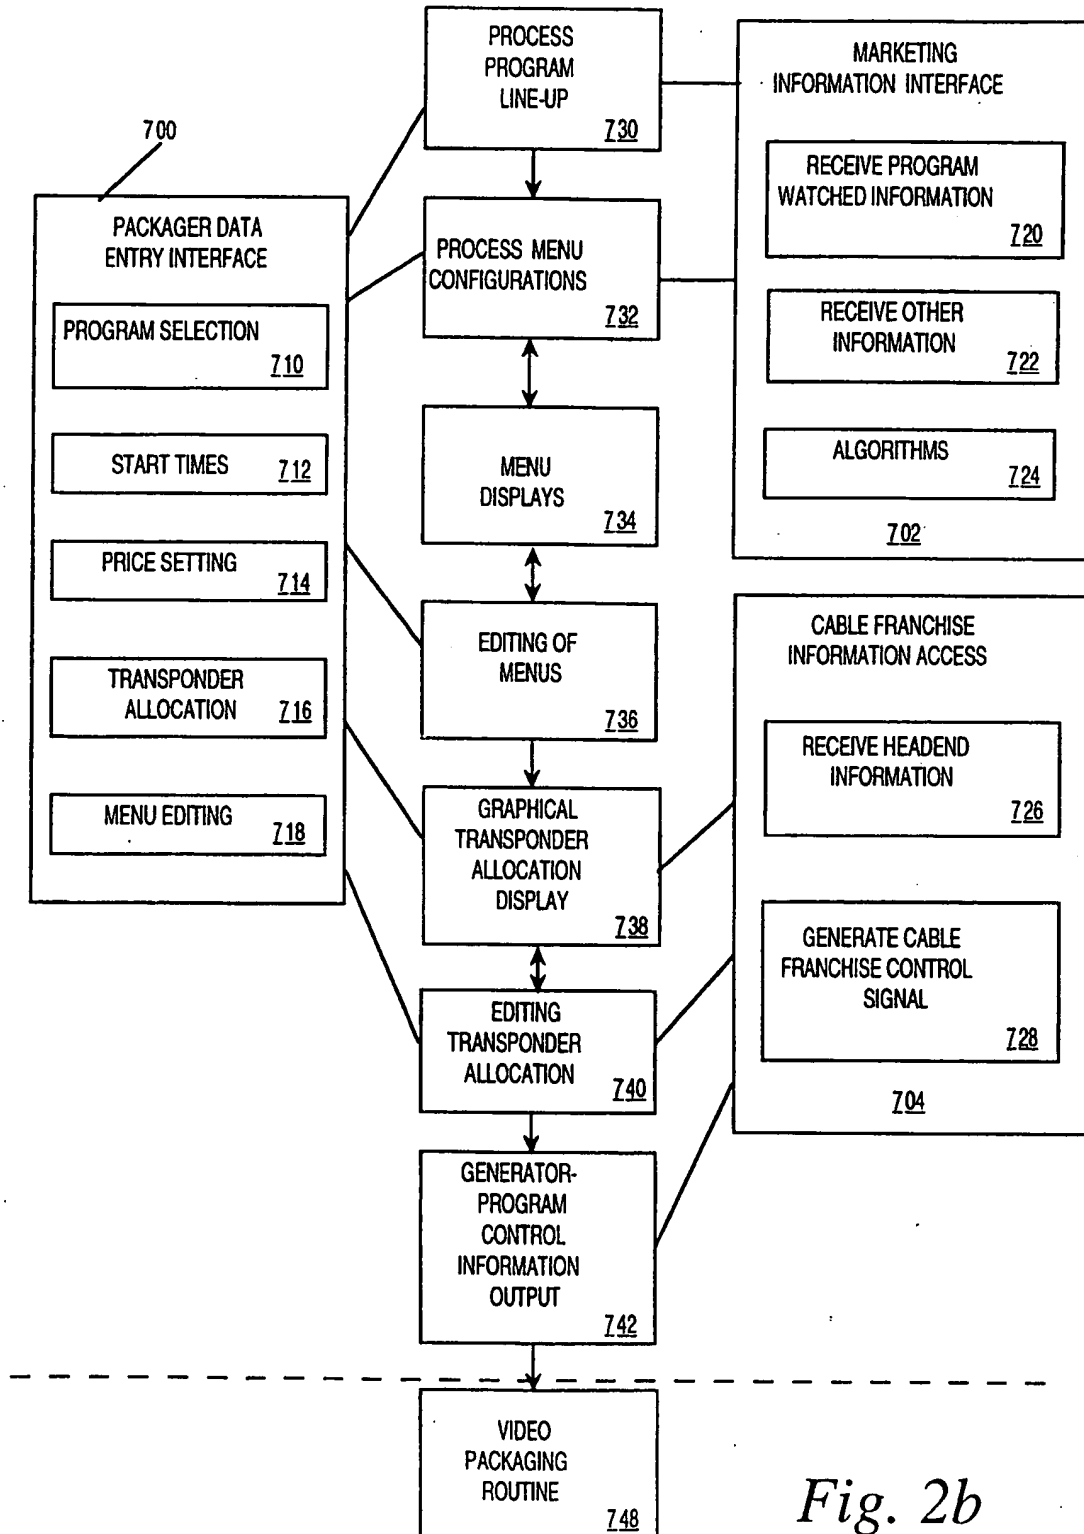 PROCESS
PROGRAM
LINE-UP
730
MARKETING
INFORMATION INTERFACE
RECEIVE PROGRAM
WATCHED INFORMATION
720
RECEIVE OTHER
INFORMATION
722
ALGORITHMS
724
702
700
PACKAGER DATA
ENTRY INTERFACE
PROGRAM SELECTION
710
START TIMES
712
PRICE SETTING
714
TRANSPONDER
ALLOCATION
716
MENU EDITING
718
PROCESS MENU
CONFIGURATIONS
732
MENU
DISPLAYS
734
EDITING OF
MENUS
736
CABLE FRANCHISE
INFORMATION ACCESS
RECEIVE HEADEND
INFORMATION
726
GENERATE CABLE
FRANCHISE CONTROL
SIGNAL
728
704
GRAPHICAL
TRANSPONDER
ALLOCATION
DISPLAY
738
EDITING
TRANSPONDER
ALLOCATION
740
GENERATOR-
PROGRAM
CONTROL
INFORMATION
OUTPUT
742
VIDEO
PACKAGING
ROUTINE
748
Fig. 2b